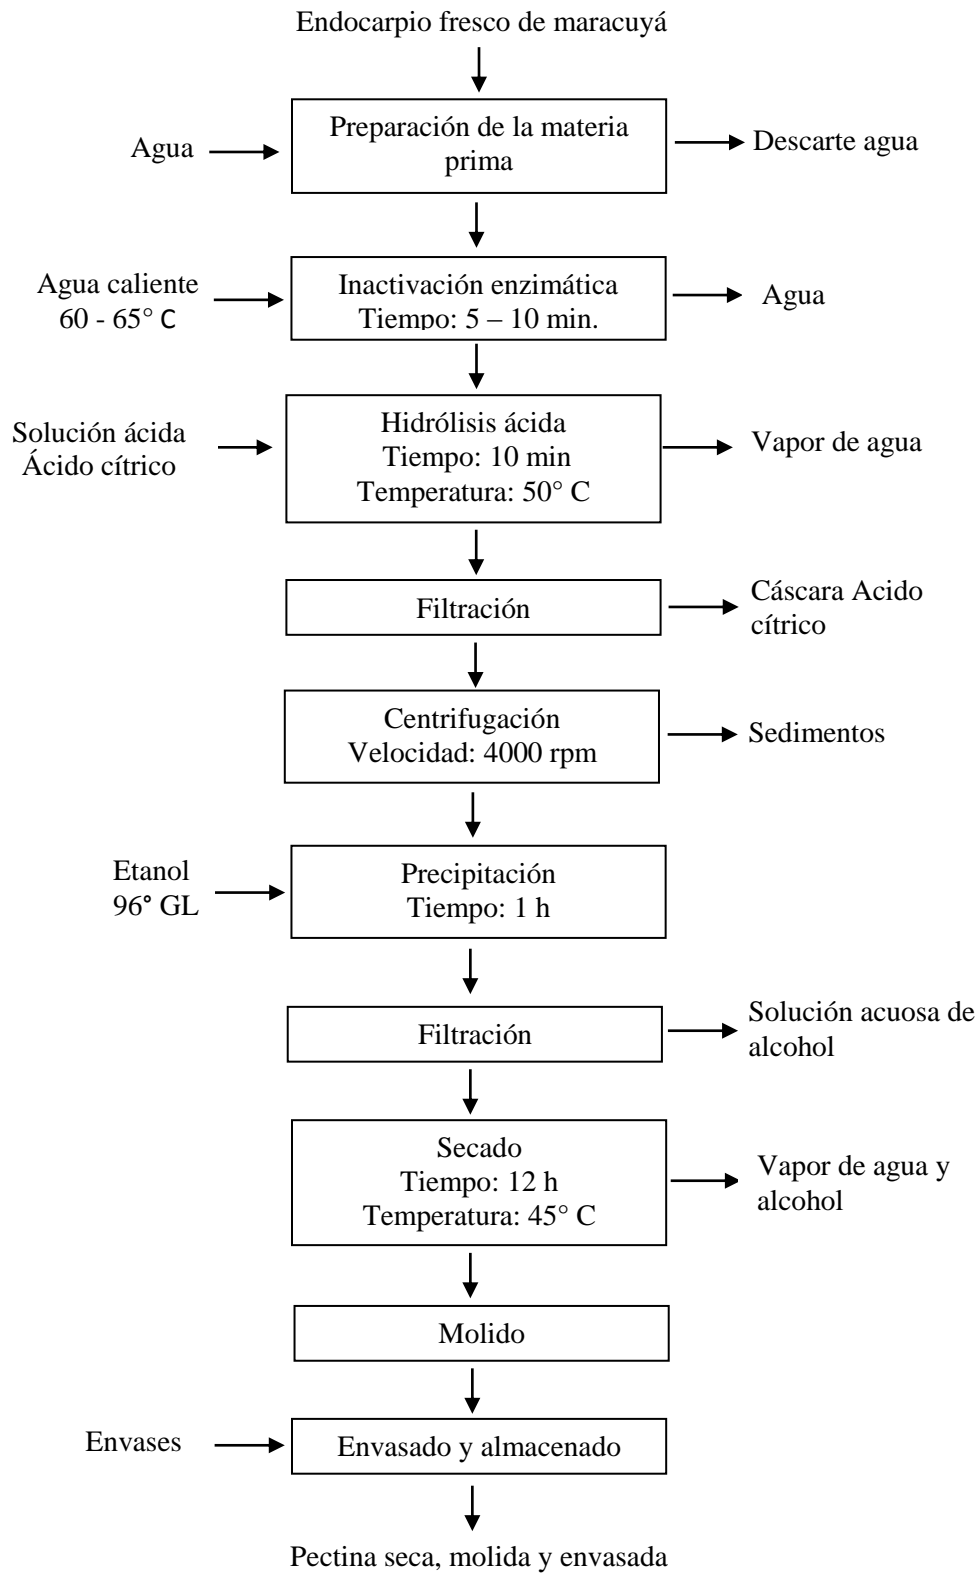 Endocarpio fresco de maracuyá
Agua
Preparación de la materia
prima
Descarte agua
Agua caliente
60 - 65° C
Inactivación enzimática
Tiempo: 5 – 10 min.
Agua
Solución ácida
Ácido cítrico
Hidrólisis ácida
Tiempo: 10 min
Temperatura: 50° C
Vapor de agua
Filtración
Cáscara Acido
cítrico
Centrifugación
Velocidad: 4000 rpm
Sedimentos
Etanol
96° GL
Precipitación
Tiempo: 1 h
Filtración
Solución acuosa de
alcohol
Secado
Tiempo: 12 h
Temperatura: 45° C
Vapor de agua y
alcohol
Molido
Envases
Envasado y almacenado
Pectina seca, molida y envasada